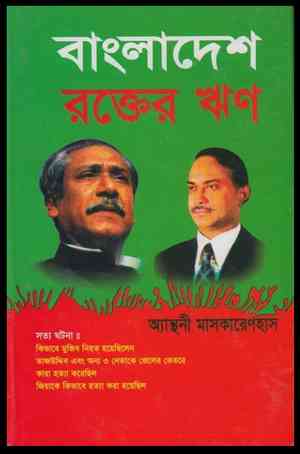 বাংলাদেশ
রক্তের ঋণ
অ্যান্থনী মাসকারেণহাস
সত্য ঘটনা ঃ
কিভাবে মুজিব নিহত হয়েছিলেন
তাজউদ্দিন এবং অন্য ৩ নেতাকে জেলের ভেতরে
কারা হত্যা করেছিল
জিয়াকে কিভাবে হত্যা করা হয়েছিল